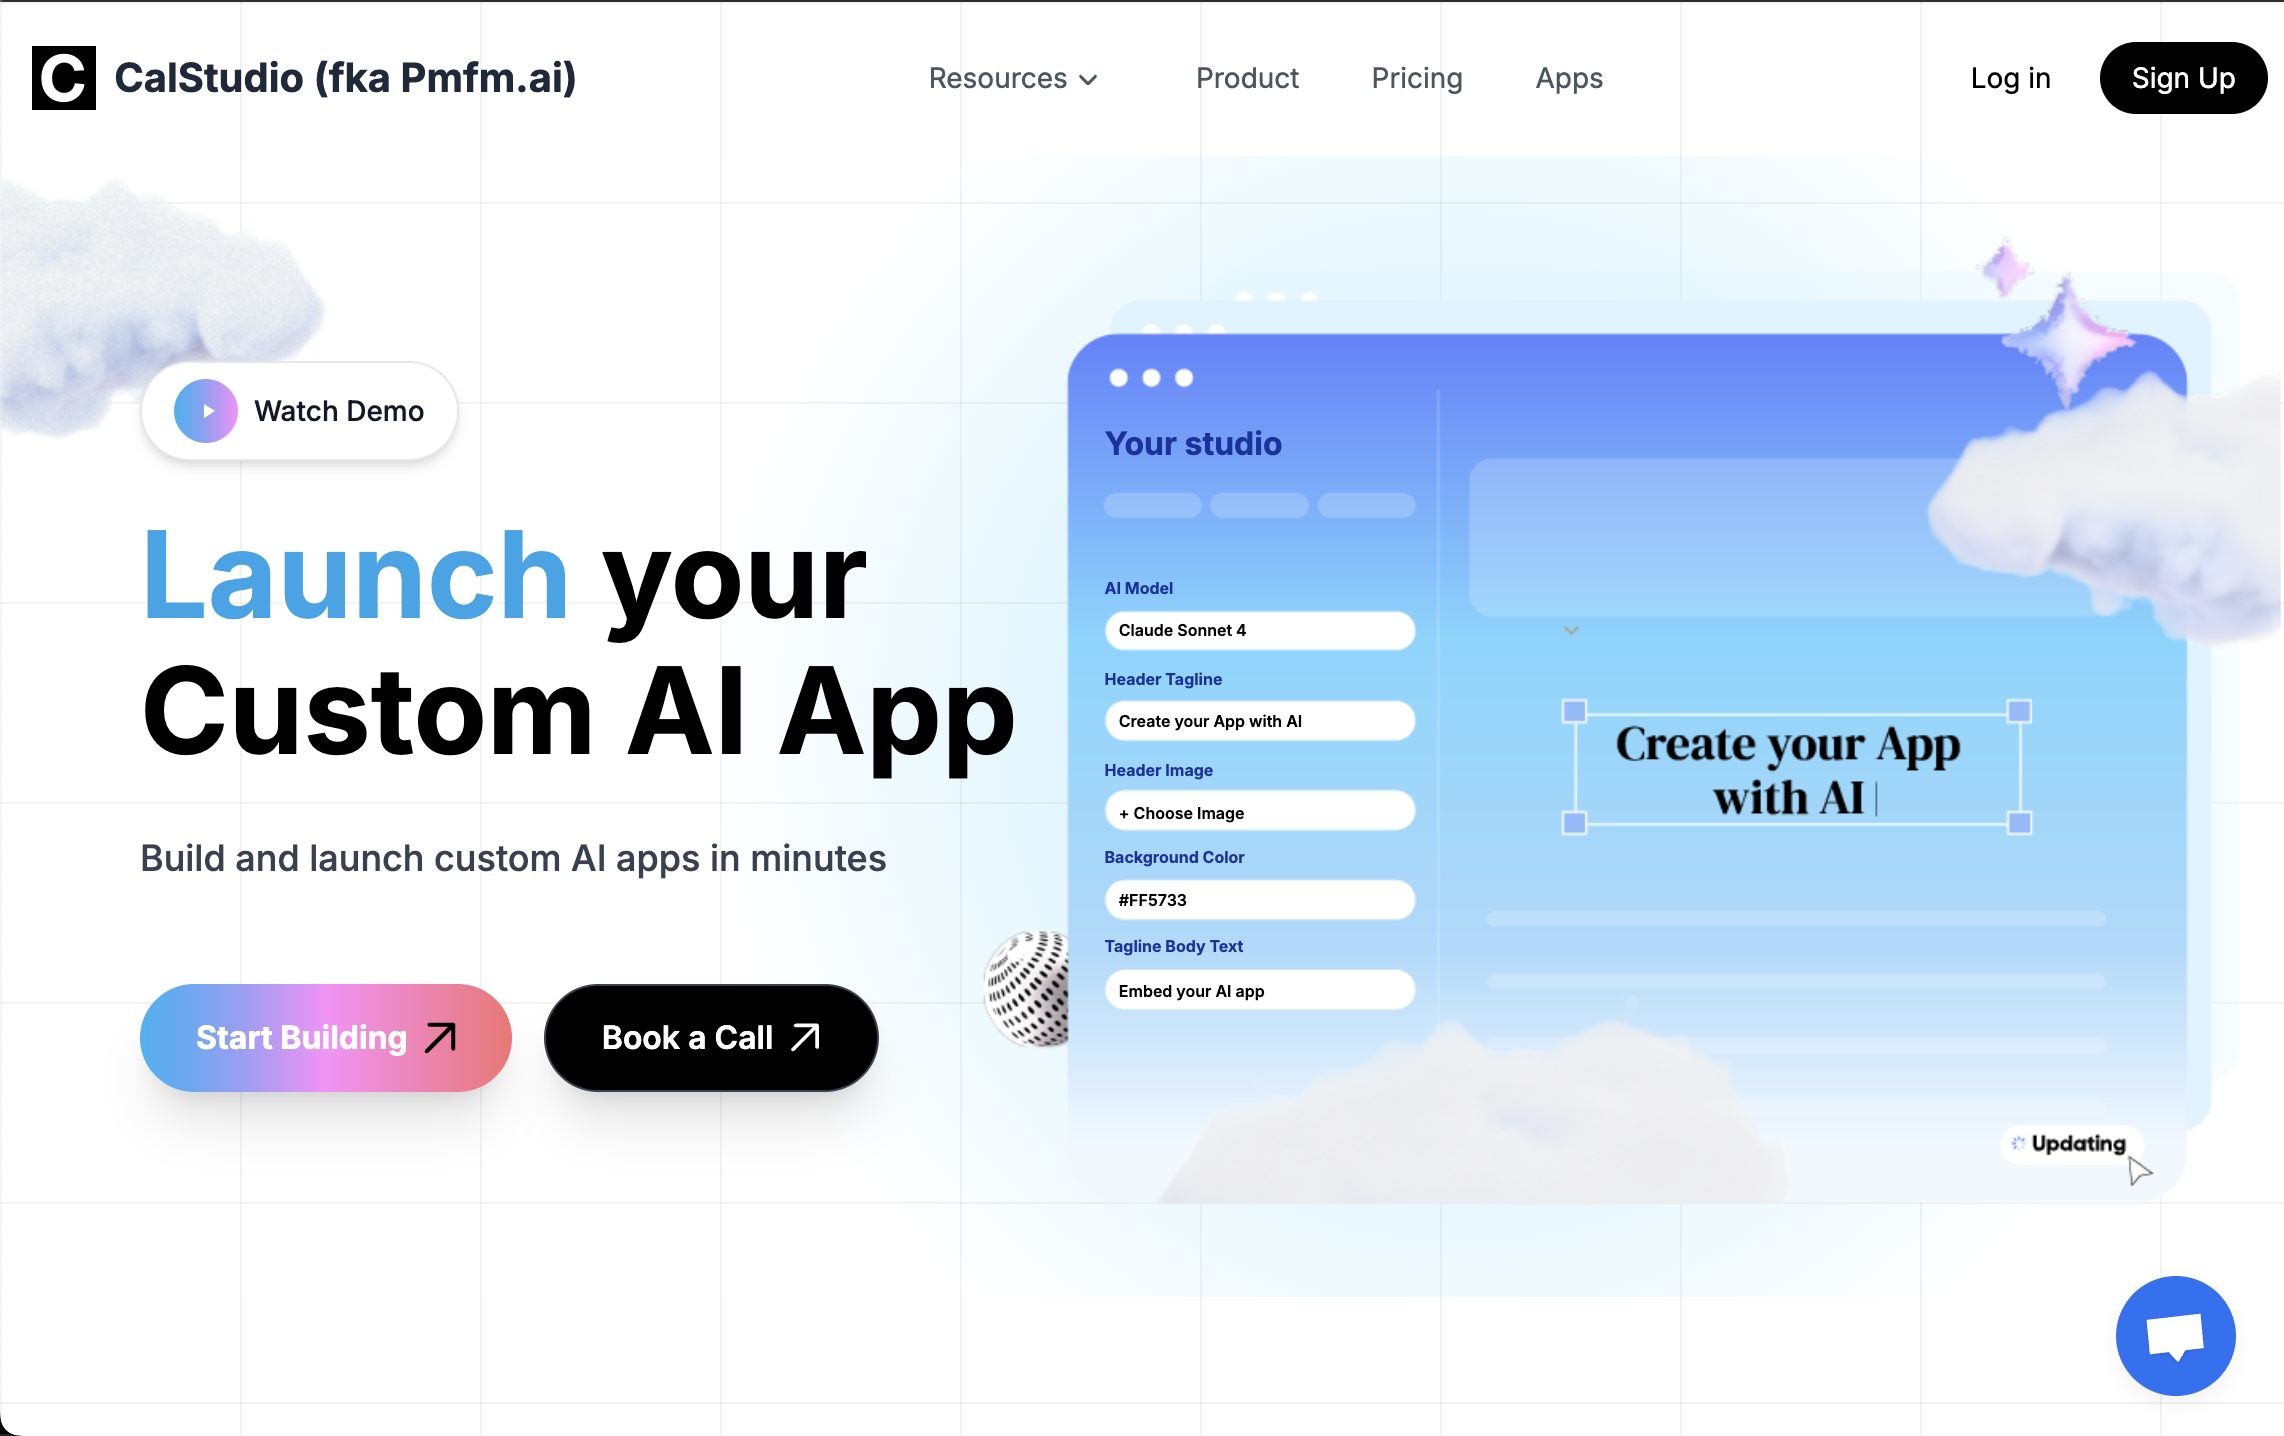 C CalStudio (fka Pmfm.ai)
Resources
Product
Pricing
Apps
Log in
Sign Up
Watch Demo
Launch your
Custom AI App
Build and launch custom AI apps in minutes
Start Building
Book a Call
Your studio
AI Model
Claude Sonnet 4
Header Tagline
Create your App with AI
Header Image
+ Choose Image
Background Color
#FF5733
Tagline Body Text
Embed your AI app
Create your App
with AI
Updating